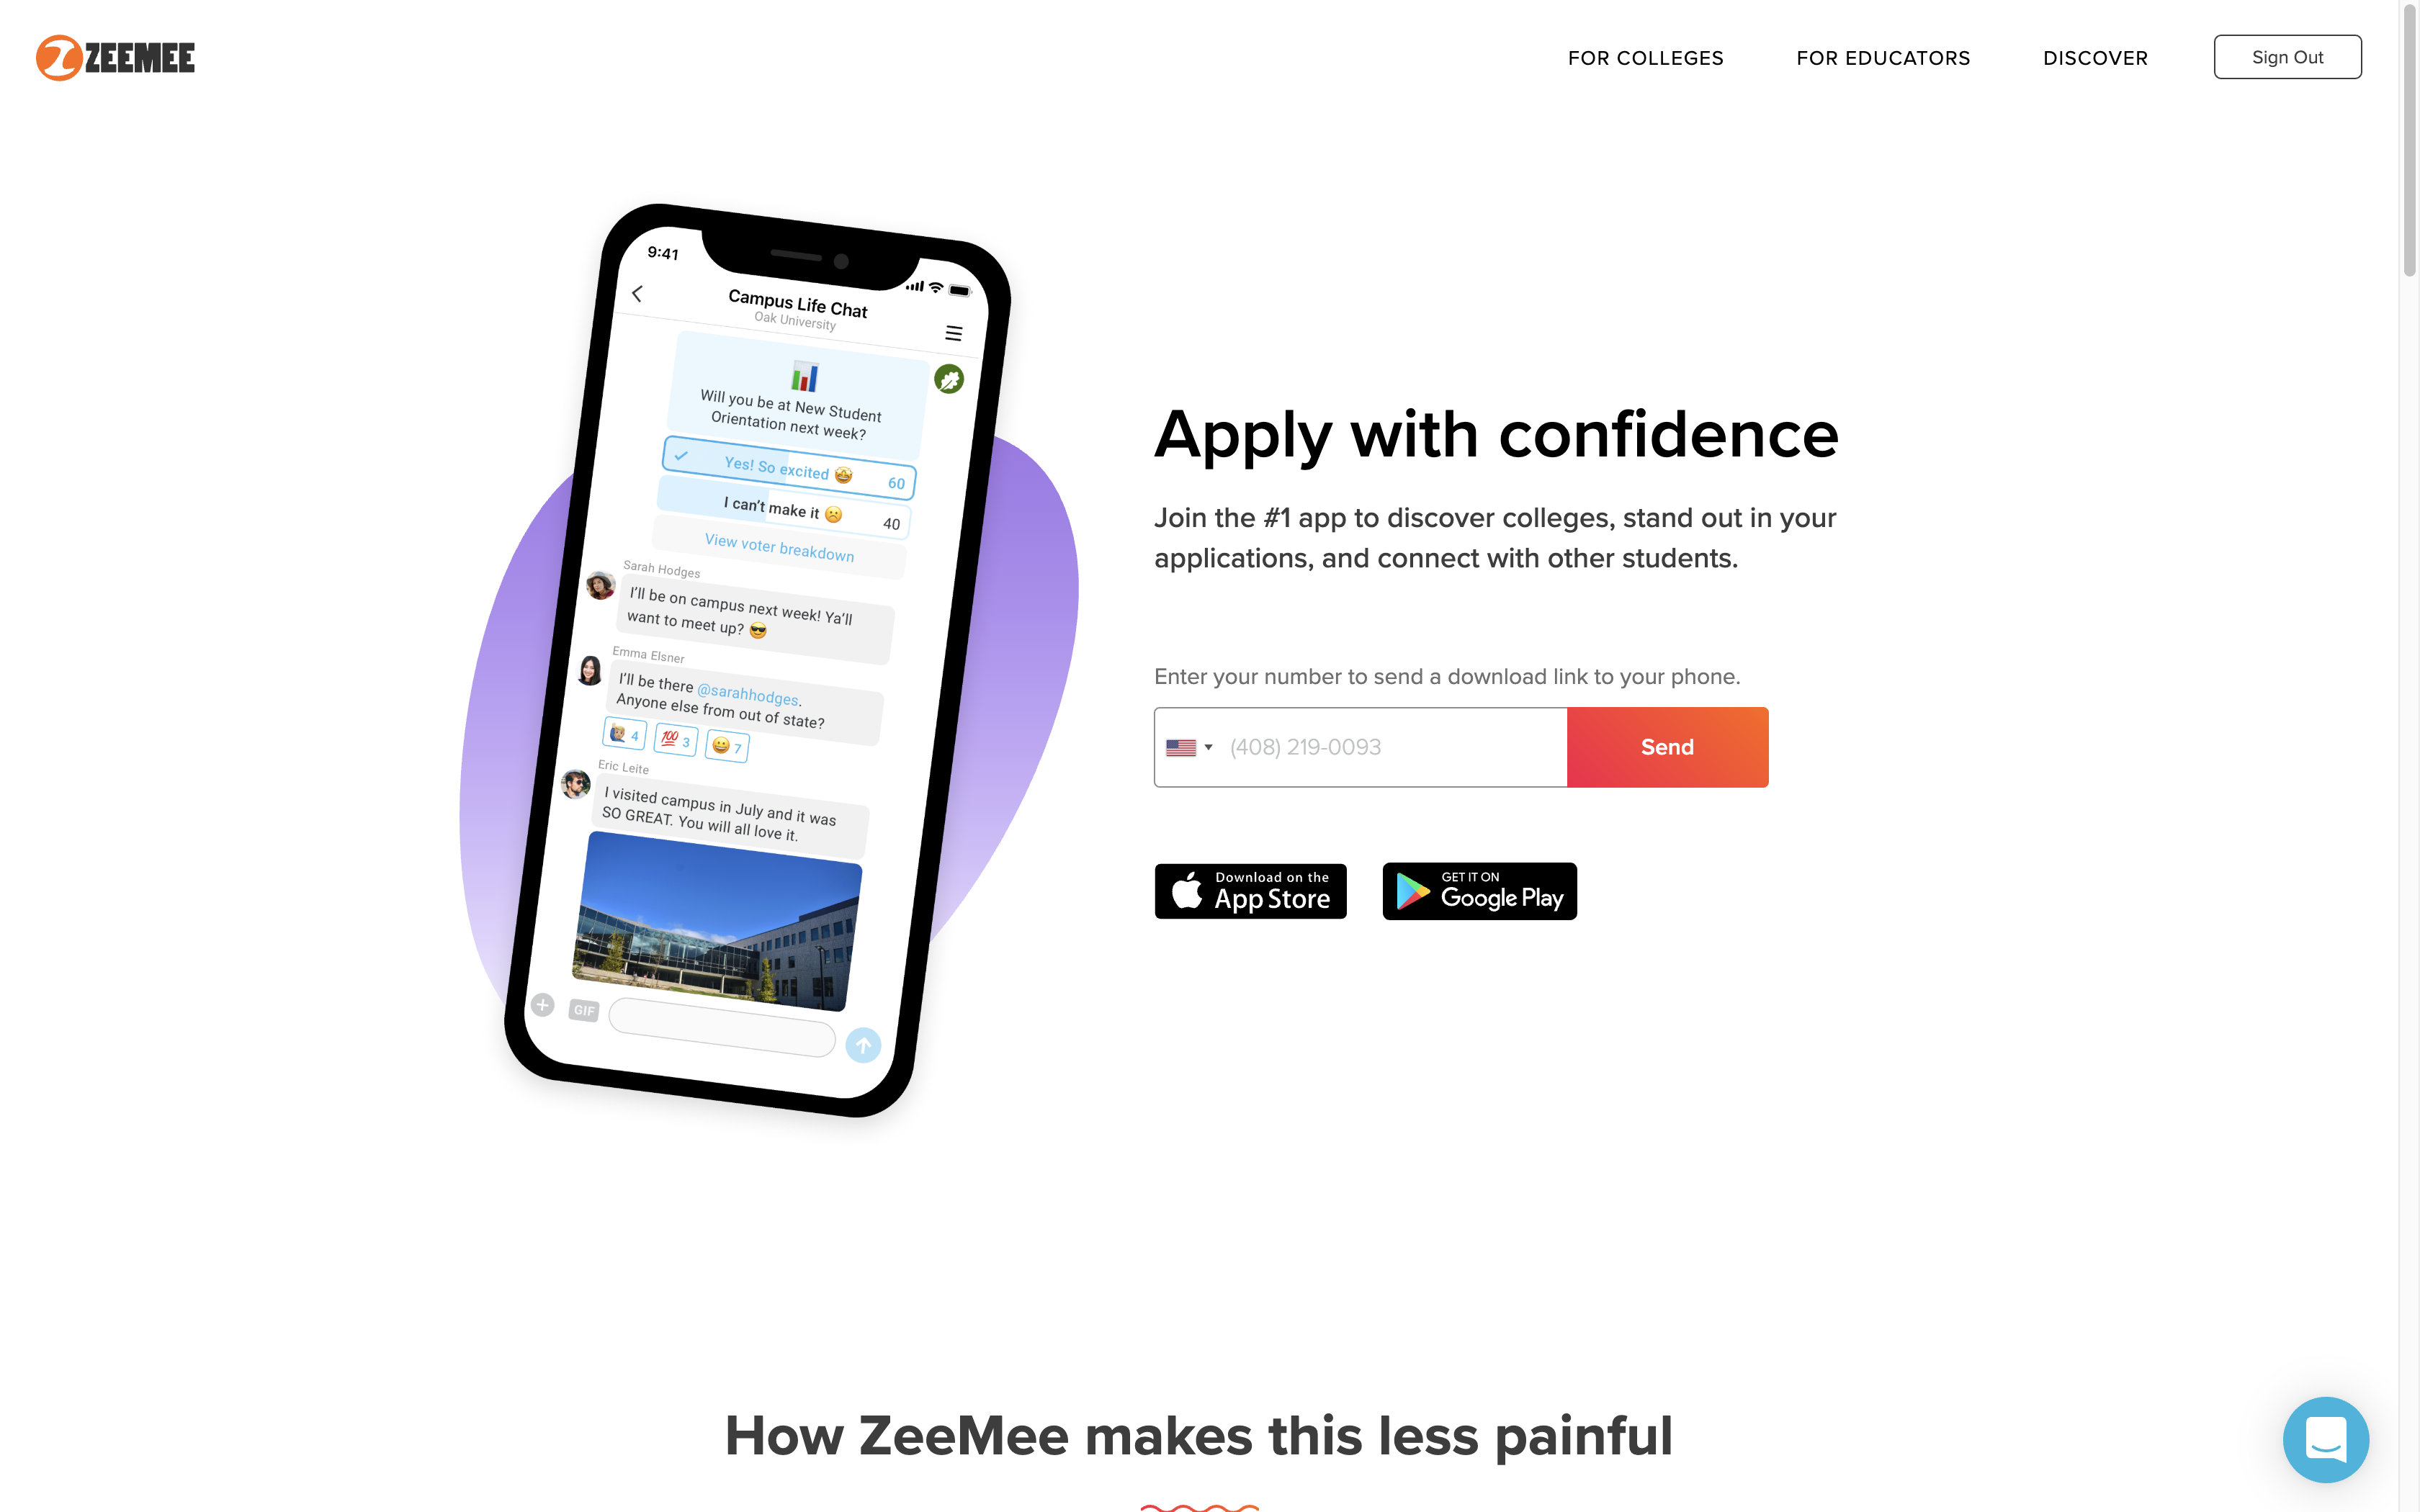 ZEEMEE
FOR COLLEGES
FOR EDUCATORS
DISCOVER
Sign Out
9:41
Campus Life Chat
Oak University
Will you be at New Student
Orientation next week?
Yes! So excited 🤩 60
I can't make it ☹️ 40
View voter breakdown
Sarah Hodges
I'll be on campus next week! Ya'll
want to meet up? 😎
Emma Elsner
I'll be there @sarahhodges.
Anyone else from out of state?
🙋🏼‍♂️ 4 💯 3 😀 7
Eric Leite
I visited campus in July and it was
SO GREAT. You will all love it.
GIF
Apply with confidence
Join the #1 app to discover colleges, stand out in your
applications, and connect with other students.
Enter your number to send a download link to your phone.
(408) 219-0093
Send
Download on the
App Store
GET IT ON
Google Play
How ZeeMee makes this less painful